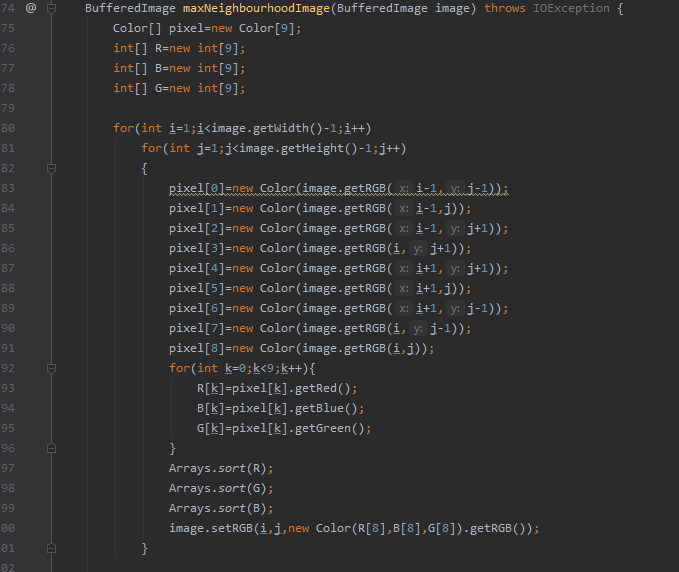 74 @ BufferedImage maxNeighbourhoodImage(BufferedImage image) throws IOException {
75 Color[] pixel=new Color[9];
76 int[] R=new int[9];
77 int[] B=new int[9];
78 int[] G=new int[9];
79
80 for(int i=1;i<image.getWidth()-1;i++)
81 for(int j=1;j<image.getHeight()-1;j++)
82 {
83 pixel[0]=new Color(image.getRGB( x: i-1, y: j-1));
84 pixel[1]=new Color(image.getRGB( x: i-1,j));
85 pixel[2]=new Color(image.getRGB( x: i-1, y: j+1));
86 pixel[3]=new Color(image.getRGB(i, y: j+1));
87 pixel[4]=new Color(image.getRGB( x: i+1, y: j+1));
88 pixel[5]=new Color(image.getRGB( x: i+1,j));
89 pixel[6]=new Color(image.getRGB( x: i+1, y: j-1));
90 pixel[7]=new Color(image.getRGB(i, y: j-1));
91 pixel[8]=new Color(image.getRGB(i,j));
92 for(int k=0;k<9;k++){
93 R[k]=pixel[k].getRed();
94 B[k]=pixel[k].getBlue();
95 G[k]=pixel[k].getGreen();
96 }
97 Arrays.sort(R);
98 Arrays.sort(G);
99 Arrays.sort(B);
00 image.setRGB(i,j,new Color(R[8],B[8],G[8]).getRGB());
01 }
02